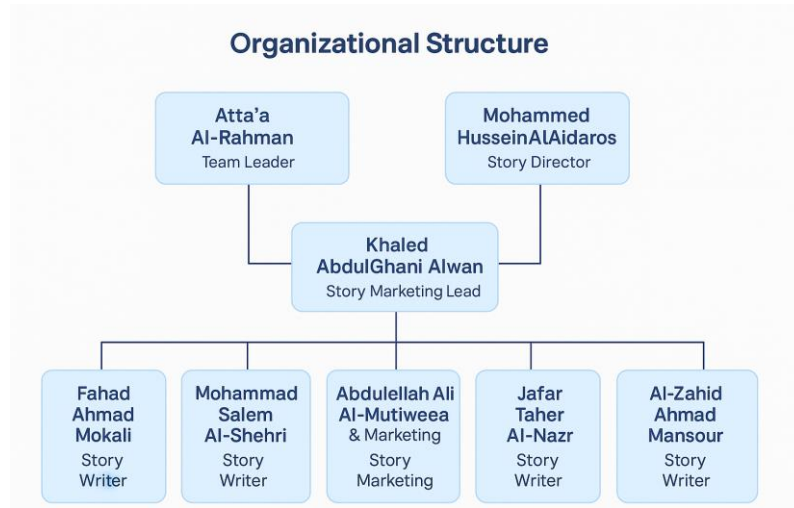 Organizational Structure
Atta'a
Al-Rahman
Team Leader
Mohammed
HusseinAlAidaros
Story Director
Khaled
AbdulGhani Alwan
Story Marketing Lead
Fahad
Ahmad
Mokali
Story
Writer
Mohammad
Salem
Al-Shehri
Story
Writer
Abdulellah Ali
Al-Mutiweea
& Marketing
Story
Marketing
Jafar
Taher
Al-Nazr
Story
Writer
Al-Zahid
Ahmad
Mansour
Story
Writer